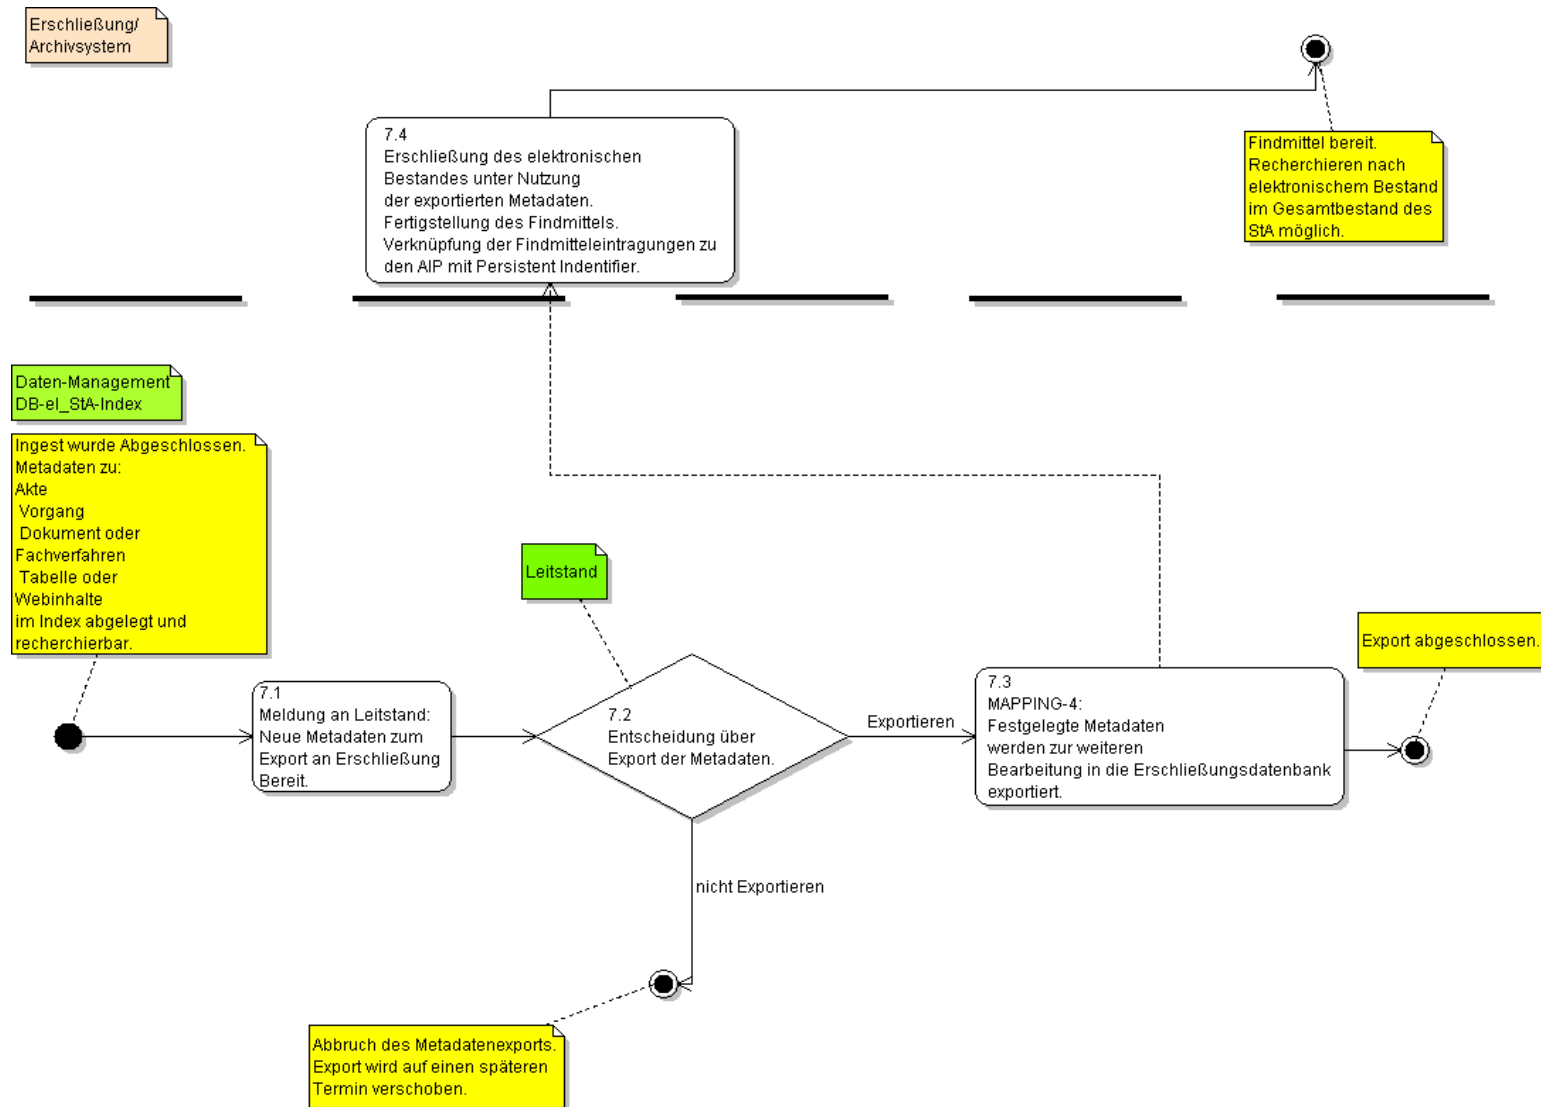 Erschließung/
Archivsystem
7.4
Erschließung des elektronischen
Bestandes unter Nutzung
der exportierten Metadaten.
Fertigstellung des Findmittels.
Verknüpfung der Findmitteleintragungen zu
den AIP mit Persistent Indentifier.
Findmittel bereit.
Recherchieren nach
elektronischem Bestand
im Gesamtbestand des
StA möglich.
Daten-Management
DB-el_StA-Index
Ingest wurde Abgeschlossen.
Metadaten zu:
Akte
Vorgang
Dokument oder
Fachverfahren
Tabelle oder
Webinhalte
im Index abgelegt und
recherchierbar.
Leitstand
7.1
Meldung an Leitstand:
Neue Metadaten zum
Export an Erschließung
Bereit.
7.2
Entscheidung über
Export der Metadaten.
Exportieren
7.3
MAPPING-4:
Festgelegte Metadaten
werden zur weiteren
Bearbeitung in die Erschließungsdatenbank
exportiert.
Export abgeschlossen.
nicht Exportieren
Abbruch des Metadatenexports.
Export wird auf einen späteren
Termin verschoben.